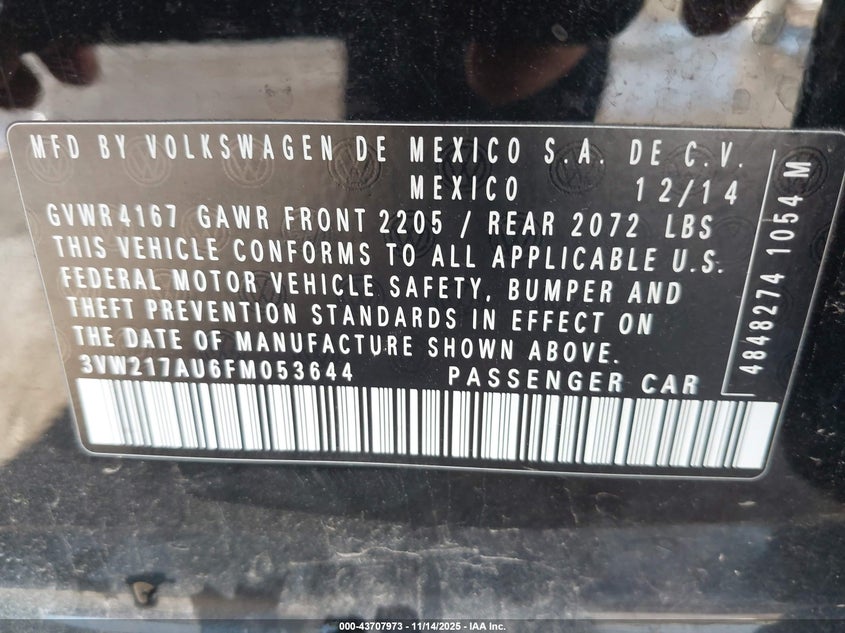 MFD BY VOLKSWAGEN DE MEXICO S.A. DE C.V.
MEXICO 12/14
GVWR 4167 GAWR FRONT 2205 / REAR 2072 LBS
THIS VEHICLE CONFORMS TO ALL APPLICABLE U.S.
FEDERAL MOTOR VEHICLE SAFETY, BUMPER AND
THEFT PREVENTION STANDARDS IN EFFECT ON
THE DATE OF MANUFACTURE SHOWN ABOVE.
3VW217AU6FM053644 PASSENGER CAR
4848274 1054 M
000-43707973 - 11/14/2025 - IAA Inc.